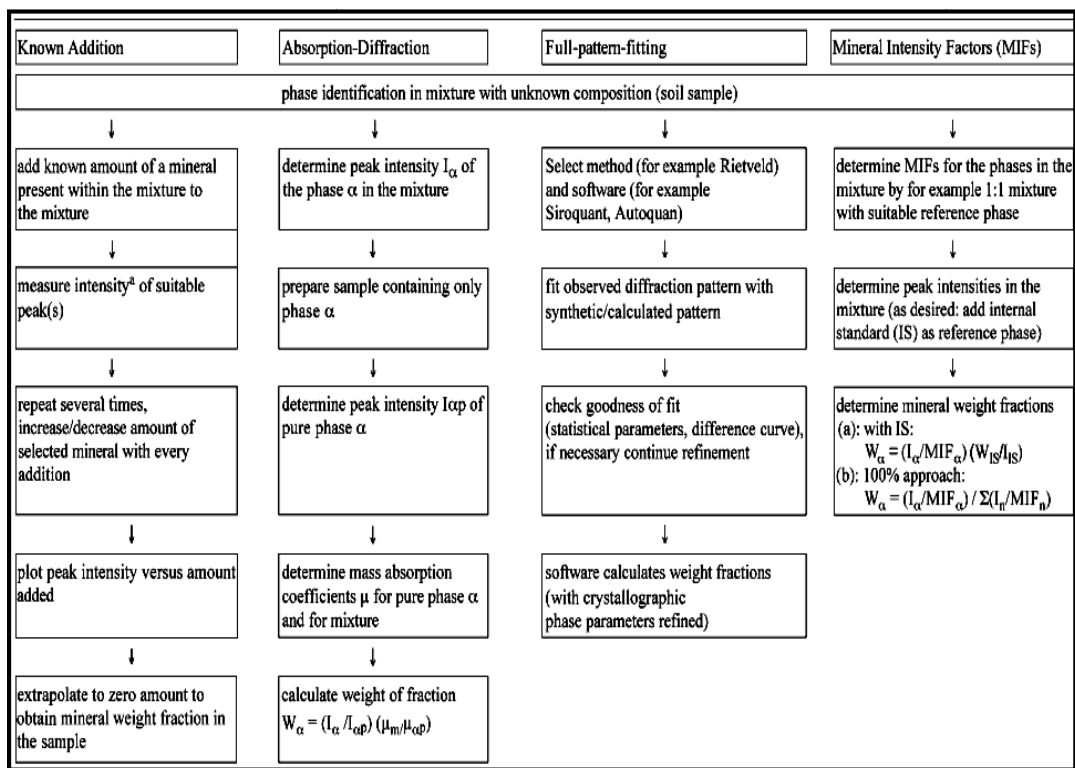 Known Addition
Absorption-Diffraction
Full-pattern-fitting
Mineral Intensity Factors (MIFs)
phase identification in mixture with unknown composition (soil sample)
↓
↓
↓
↓
add known amount of a mineral
present within the mixture to
the mixture
↓
measure intensityᵃ of suitable
peak(s)
↓
repeat several times,
increase/decrease amount of
selected mineral with every
addition
↓
plot peak intensity versus amount
added
↓
extrapolate to zero amount to
obtain mineral weight fraction in
the sample
determine peak intensity Iα of
the phase α in the mixture
↓
prepare sample containing only
phase α
↓
determine peak intensity Iαp of
pure phase α
↓
determine mass absorption
coefficients μ for pure phase α
and for mixture
↓
calculate weight of fraction
Wα = (Iα /Iαp) (μm/μαp)
Select method (for example Rietveld)
and software (for example
Siroquant, Autoquan)
↓
fit observed diffraction pattern with
synthetic/calculated pattern
↓
check goodness of fit
(statistical parameters, difference curve),
if necessary continue refinement
↓
software calculates weight fractions
(with crystallographic
phase parameters refined)
determine MIFs for the phases in the
mixture by for example 1:1 mixture
with suitable reference phase
↓
determine peak intensities in the
mixture (as desired: add internal
standard (IS) as reference phase)
↓
determine mineral weight fractions
(a): with IS:
Wα = (Iα/MIFα) (WIS/IIS)
(b): 100% approach:
Wα = (Iα/MIFα) / Σ(In/MIFn)